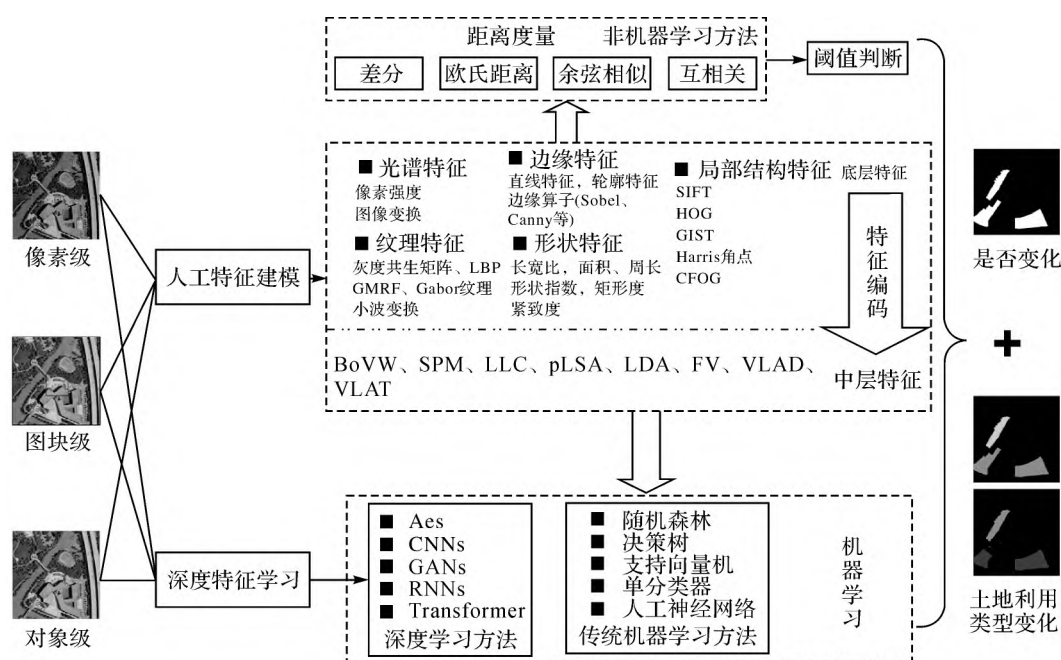 距离度量 非机器学习方法
差分
欧氏距离
余弦相似
互相关
阈值判断
像素级
图块级
对象级
人工特征建模
深度特征学习
■ 光谱特征
像素强度
图像变换
■ 边缘特征
直线特征，轮廓特征
边缘算子(Sobel、
Canny等)
■ 局部结构特征
SIFT
HOG
GIST
Harris角点
CFOG
底层特征
■ 纹理特征
灰度共生矩阵、LBP
GMRF、Gabor纹理
小波变换
■ 形状特征
长宽比，面积、周长
形状指数，矩形度
紧致度
特征编码
BoVW、SPM、LLC、pLSA、LDA、FV、VLAD、
VLAT
中层特征
■ Aes
■ CNNs
■ GANs
■ RNNs
■ Transformer
深度学习方法
■ 随机森林
■ 决策树
■ 支持向量机
■ 单分类器
■ 人工神经网络
传统机器学习方法
机器学习
是否变化
+
土地利用
类型变化